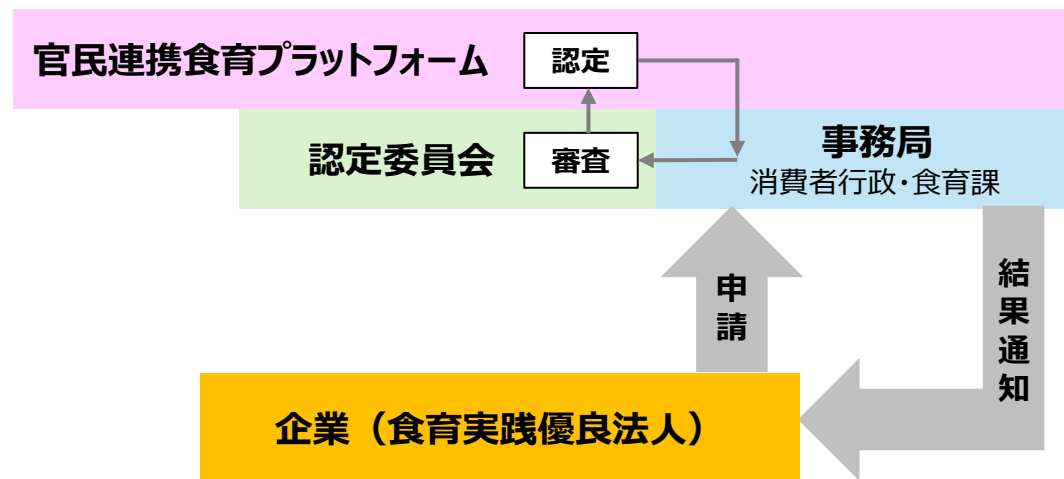 官民連携食育プラットフォーム
認定
認定委員会
審査
事務局
消費者行政・食育課
申請
結果通知
企業（食育実践優良法人）